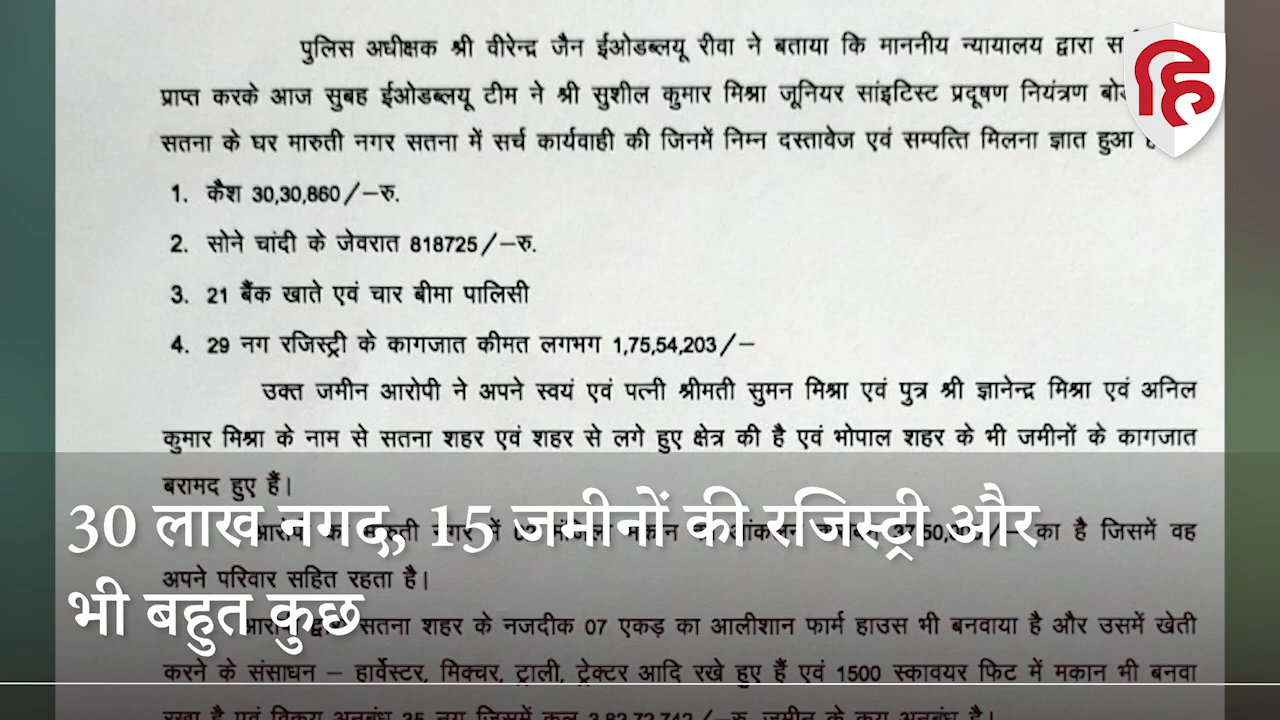 पुलिस अधीक्षक श्री वीरेन्द्र जैन ईओडब्लयू रीवा ने बताया कि माननीय न्यायालय द्वारा
प्राप्त करके आज सुबह ईओडब्लयू टीम ने श्री सुशील कुमार मिश्रा जूनियर सांइटिस्ट प्रदूषण नियंत्रण
सतना के घर मारुती नगर सतना में सर्च कार्यवाही की जिनमें निम्न दस्तावेज एवं सम्पत्ति मिलना ज्ञात हुआ
हि
1. कैश 30,30,860/–रु.
2. सोने चांदी के जेवरात 818725/–रु.
3. 21 बैंक खाते एवं चार बीमा पालिसी
4. 29 नग रजिस्ट्री के कागजात कीमत लगभग 1,75,54,203/–
उक्त जमीन आरोपी ने अपने स्वयं एवं पत्नी श्रीमती सुमन मिश्रा एवं पुत्र श्री ज्ञानेन्द्र मिश्रा एवं अनिल
कुमार मिश्रा के नाम से सतना शहर एवं शहर से लगे हुए क्षेत्र की है एवं भोपाल शहर के भी जमीनों के कागजात
बरामद हुए हैं।
30 लाख नगद, 15 जमीनों की रजिस्ट्री और
भी बहुत कुछ
का है जिसमें वह
अपने परिवार सहित रहता है।
सतना शहर के नजदीक 07 एकड़ का आलीशान फार्म हाउस भी बनवाया है और उसमें खेती
करने के संसाधन – हार्वेस्टर, मिक्चर, ट्राली, ट्रेक्टर आदि रखे हुए हैं एवं 1500 स्कावयर फिट में मकान भी बनवा